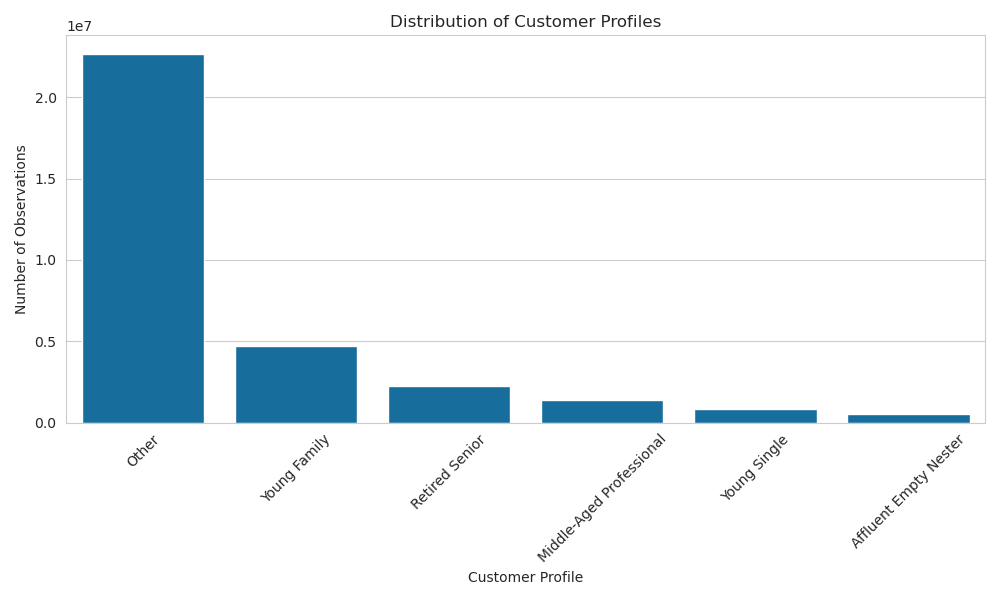 Distribution of Customer Profiles
1e7
2.0
1.5
1.0
0.5
0.0
Number of Observations
Other
Young Family
Retired Senior
Middle-Aged Professional
Young Single
Affluent Empty Nester
Customer Profile